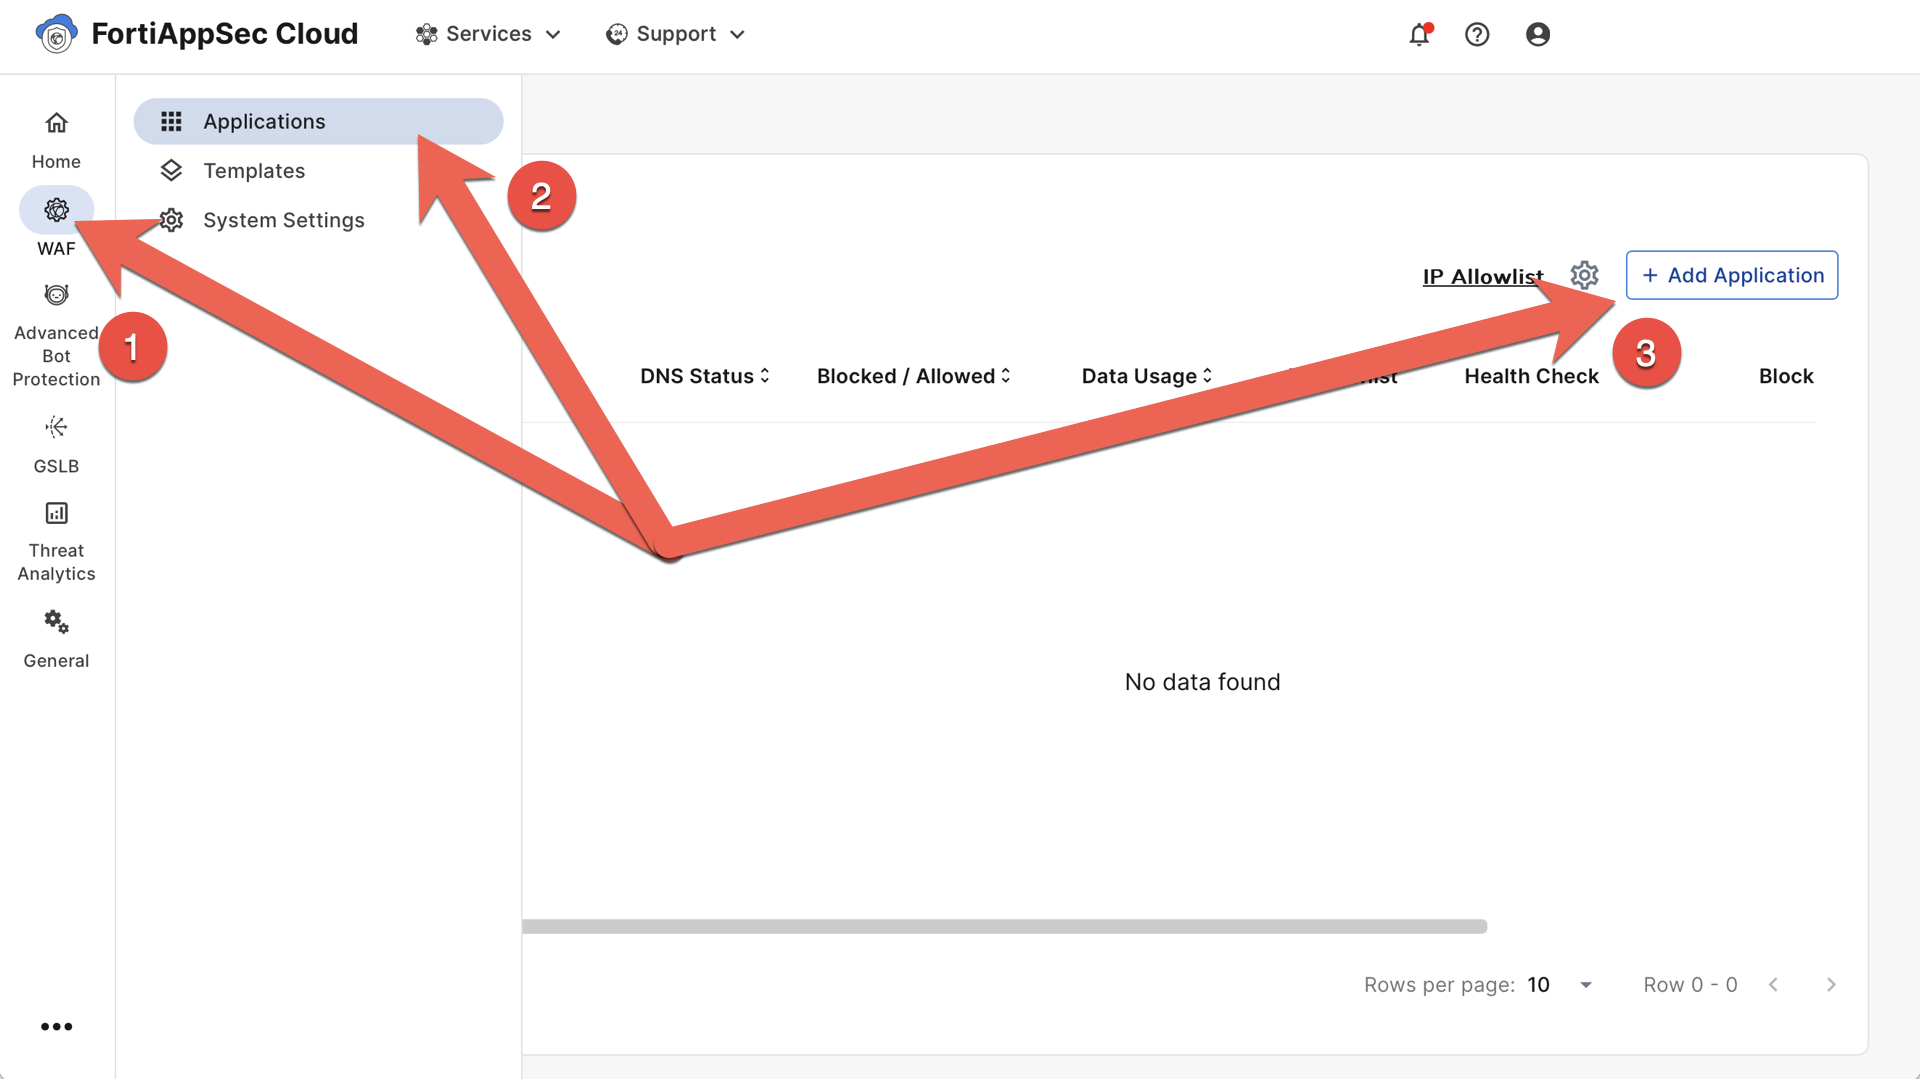 FortiAppSec Cloud
Services
Support
Home
WAF
Advanced
Bot
Protection
GSLB
Threat
Analytics
General
Applications
Templates
System Settings
1
2
3
IP Allowlist
+ Add Application
DNS Status
Blocked / Allowed
Data Usage
Health Check
Block
No data found
Rows per page: 10
Row 0 - 0